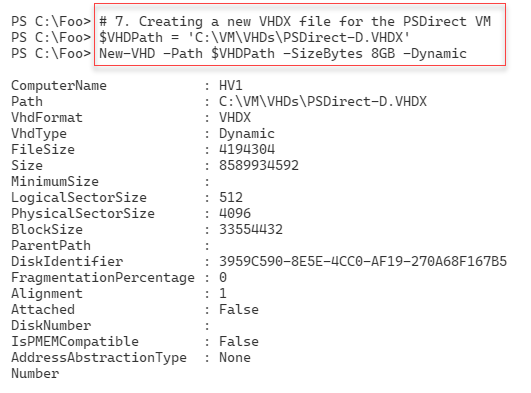 PS C:\Foo> # 7. Creating a new VHDX file for the PSDirect VM
PS C:\Foo> $VHDPath = 'C:\VM\VHDs\PSDirect-D.VHDX'
PS C:\Foo> New-VHD -Path $VHDPath -SizeBytes 8GB -Dynamic
ComputerName : HV1
Path : C:\VM\VHDs\PSDirect-D.VHDX
VhdFormat : VHDX
VhdType : Dynamic
FileSize : 4194304
Size : 8589934592
MinimumSize :
LogicalSectorSize : 512
PhysicalSectorSize : 4096
BlockSize : 33554432
ParentPath :
DiskIdentifier : 3959C590-8E5E-4CC0-AF19-270A68F167B5
FragmentationPercentage : 0
Alignment : 1
Attached : False
DiskNumber :
IsPMEMCompatible : False
AddressAbstractionType : None
Number